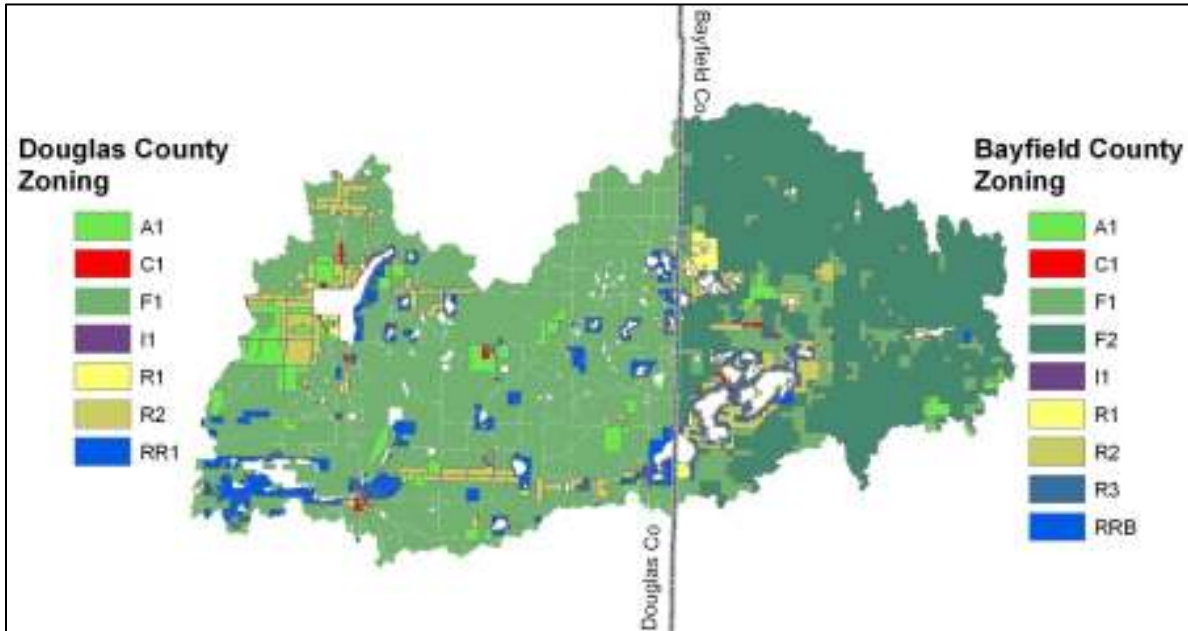 Bayfield Co
Douglas County
Zoning
A1
C1
F1
I1
R1
R2
RR1
Bayfield County
Zoning
A1
C1
F1
F2
I1
R1
R2
R3
RRB
Douglas Co